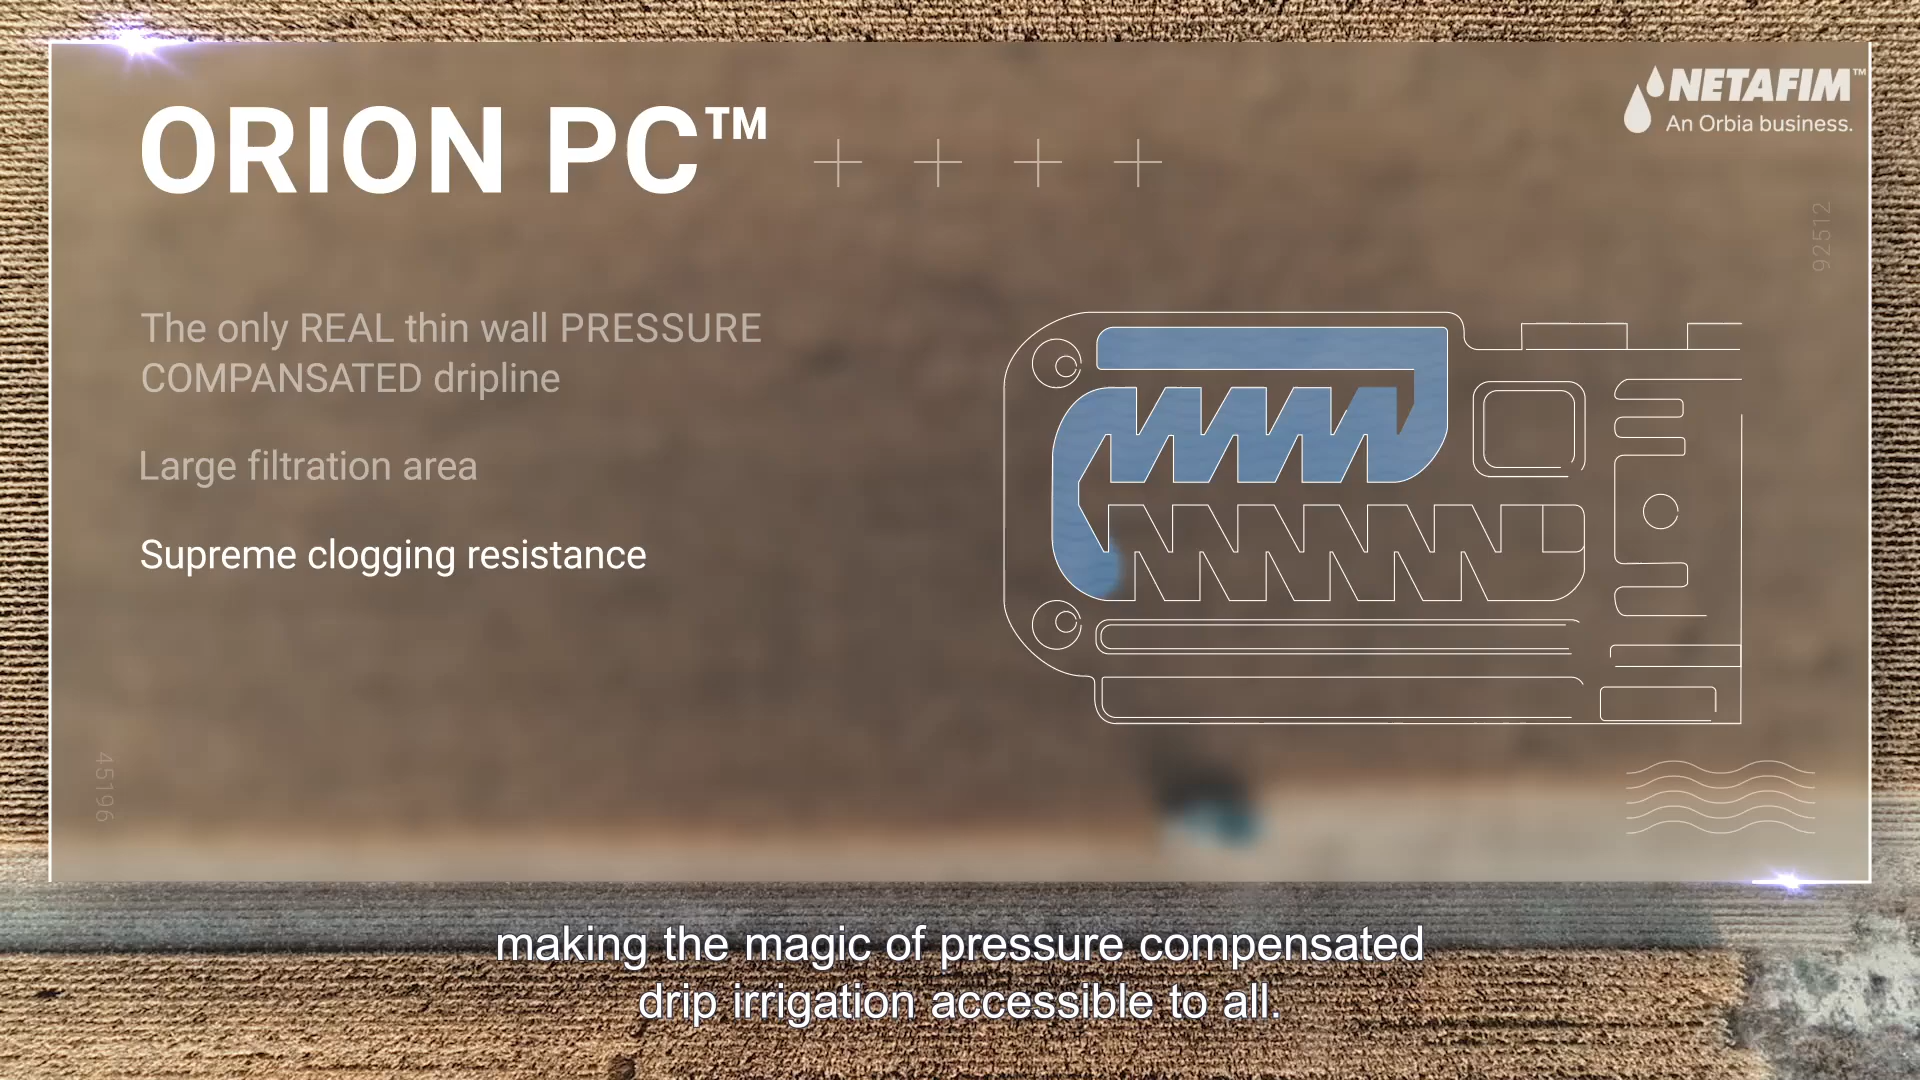 ORION PC™
NETAFIM™
An Orbia business.
92512
The only REAL thin wall PRESSURE
COMPANSATED dripline
Large filtration area
Supreme clogging resistance
45196
making the magic of pressure compensated
drip irrigation accessible to all.